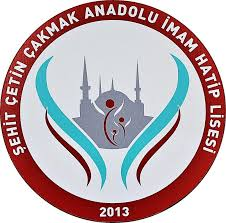 ŞEHİT ÇETİN ÇAKMAK ANADOLU İMAM HATİP LİSESİ
2013